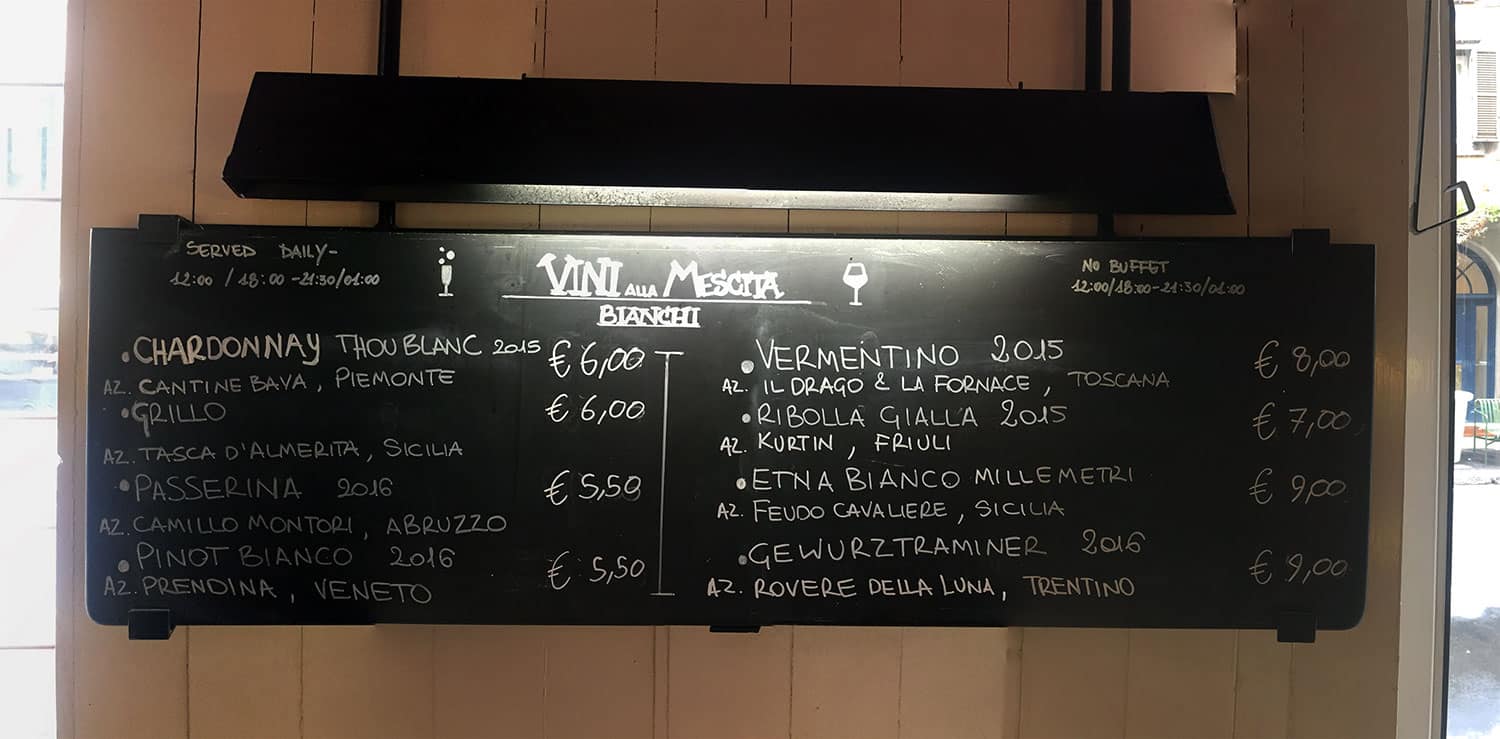 SERVED DAILY-
12:00 / 18:00 - 21:30/01:00
VINI ALLA MESCITA
BIANCHI
NO BUFFET
12:00/18:00-21:30/01:00
• CHARDONNAY THOU BLANC 2015 € 6,00
AZ. CANTINE BAVA, PIEMONTE
• GRILLO € 6,00
AZ. TASCA D'ALMERITA, SICILIA
• PASSERINA 2016 € 5,50
AZ. CAMILLO MONTORI, ABRUZZO
• PINOT BIANCO 2016 € 5,50
AZ. PRENDINA, VENETO
• VERMENTINO 2015 € 8,00
AZ. IL DRAGO & LA FORNACE, TOSCANA
• RIBOLLA GIALLA 2015 € 7,00
AZ. KURTIN, FRIULI
• ETNA BIANCO MILLEMETRI € 9,00
AZ. FEUDO CAVALIERE, SICILIA
• GEWURZTRAMINER 2016 € 9,00
AZ. ROVERE DELLA LUNA, TRENTINO